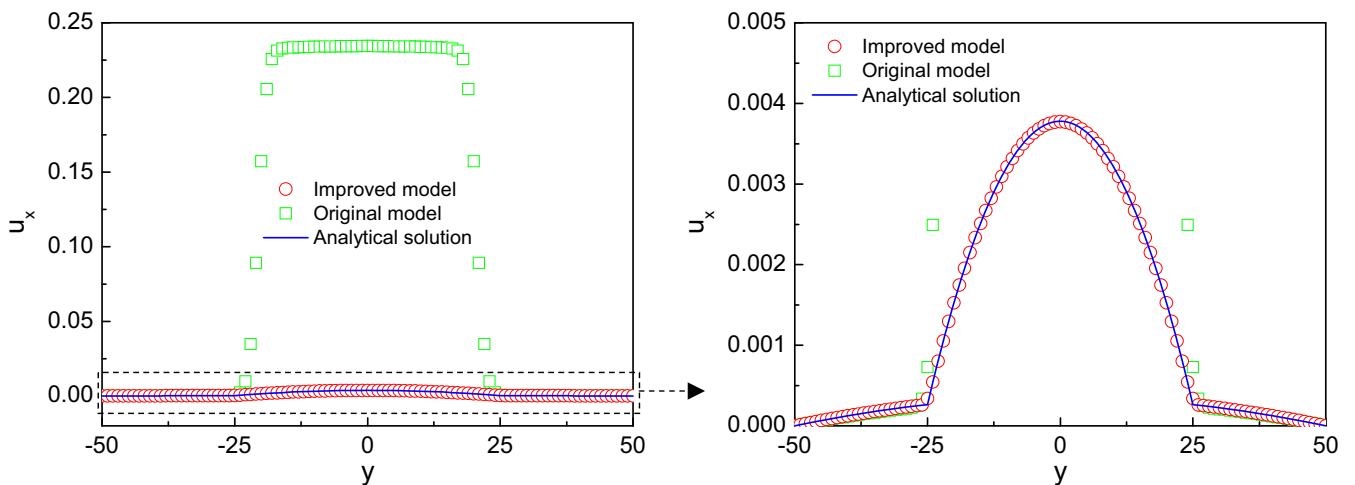 0.25
0.20
0.15
0.10
0.05
0.00
u_x
Improved model
Original model
Analytical solution
-50 -25 0 25 50
y
0.005
0.004
0.003
0.002
0.001
0.000
u_x
Improved model
Original model
Analytical solution
-50 -25 0 25 50
y